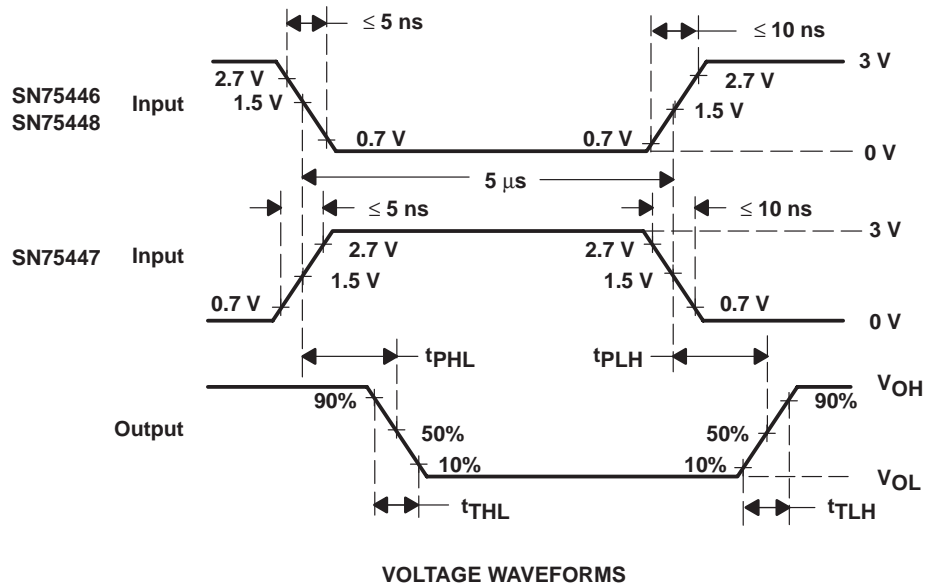 ≤ 5 ns
≤ 10 ns
3 V
2.7 V
2.7 V
SN75446
SN75448
Input
1.5 V
1.5 V
0.7 V
0.7 V
0 V
5 μs
≤ 5 ns
≤ 10 ns
3 V
SN75447
Input
2.7 V
2.7 V
1.5 V
1.5 V
0.7 V
0.7 V
0 V
tPHL
tPLH
VOH
90%
90%
Output
50%
50%
10%
10%
VOL
tTHL
tTLH
VOLTAGE WAVEFORMS